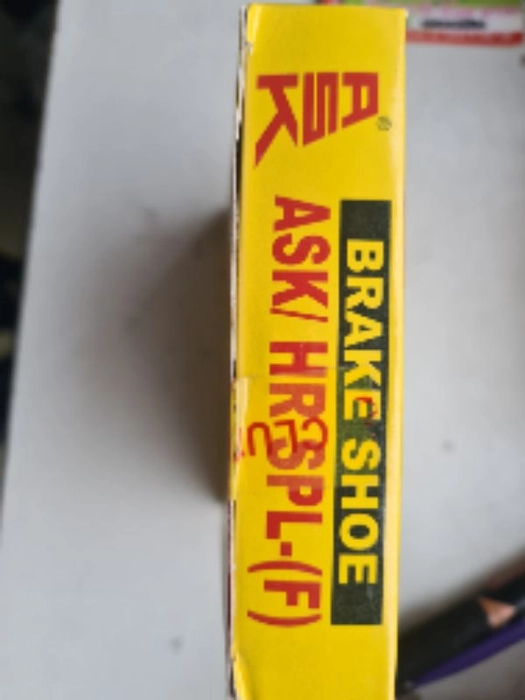 ASK®
BRAKE SHOE
ASK/ HR SPL-(F)